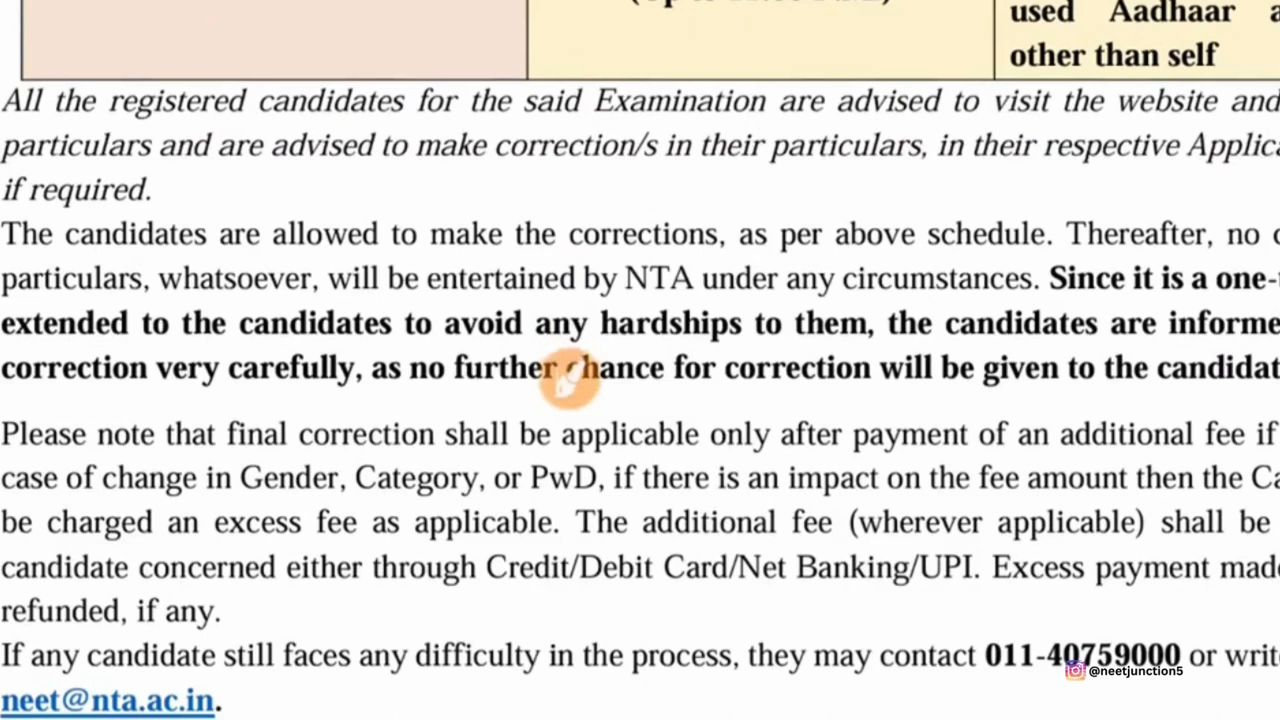 used Aadhaar
other than self
All the registered candidates for the said Examination are advised to visit the website and
particulars and are advised to make correction/s in their particulars, in their respective
if required.
The candidates are allowed to make the corrections, as per above schedule. Thereafter, no
particulars, whatsoever, will be entertained by NTA under any circumstances. Since it is a
extended to the candidates to avoid any hardships to them, the candidates are
correction very carefully, as no further chance for correction will be given to the
Please note that final correction shall be applicable only after payment of an additional fee if
case of change in Gender, Category, or PwD, if there is an impact on the fee amount then the
be charged an excess fee as applicable. The additional fee (wherever applicable) shall be
candidate concerned either through Credit/Debit Card/Net Banking/UPI. Excess payment
refunded, if any.
If any candidate still faces any difficulty in the process, they may contact 011-40759000 or
@neetjunction5
neet@nta.ac.in.